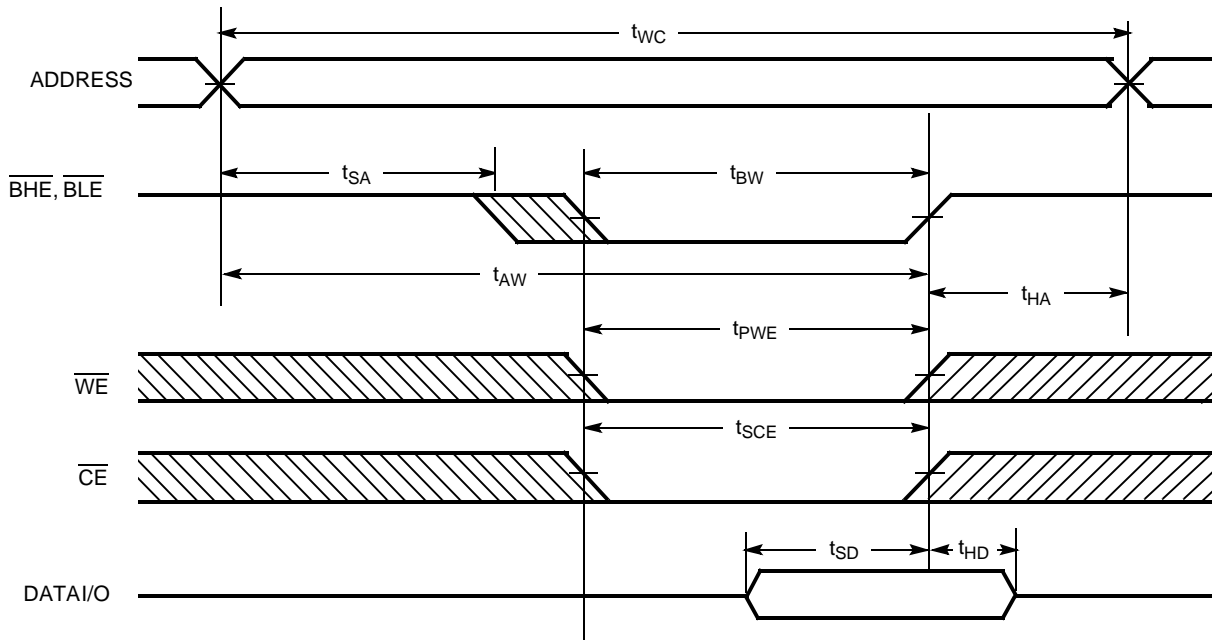 tWC
ADDRESS
tSA
tBW
BHE, BLE
tAW
tHA
tPWE
WE
tSCE
CE
tSD
tHD
DATAI/O